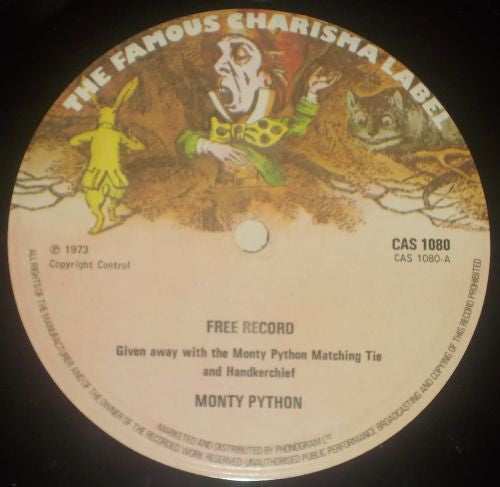 THE FAMOUS CHARISMA LABEL
℗ 1973
Copyright Control
CAS 1080
CAS 1080-A
FREE RECORD
Given away with the Monty Python Matching Tie
and Handkerchief
MONTY PYTHON
MARKETED AND DISTRIBUTED BY PHONOGRAM LTD
ALL RIGHTS OF THE MANUFACTURER AND OF THE OWNER OF THE RECORDED WORK RESERVED. UNAUTHORISED PUBLIC PERFORMANCE BROADCASTING AND COPYING OF THIS RECORD PROHIBITED